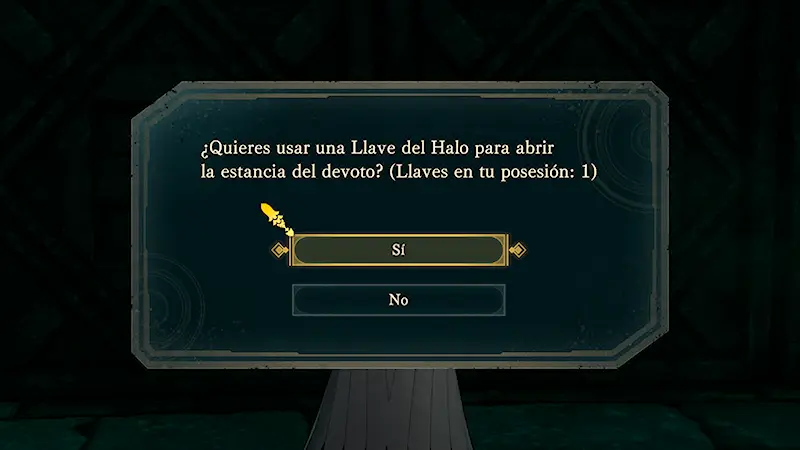 ¿Quieres usar una Llave del Halo para abrir
la estancia del devoto? (Llaves en tu posesión: 1)
Sí
No